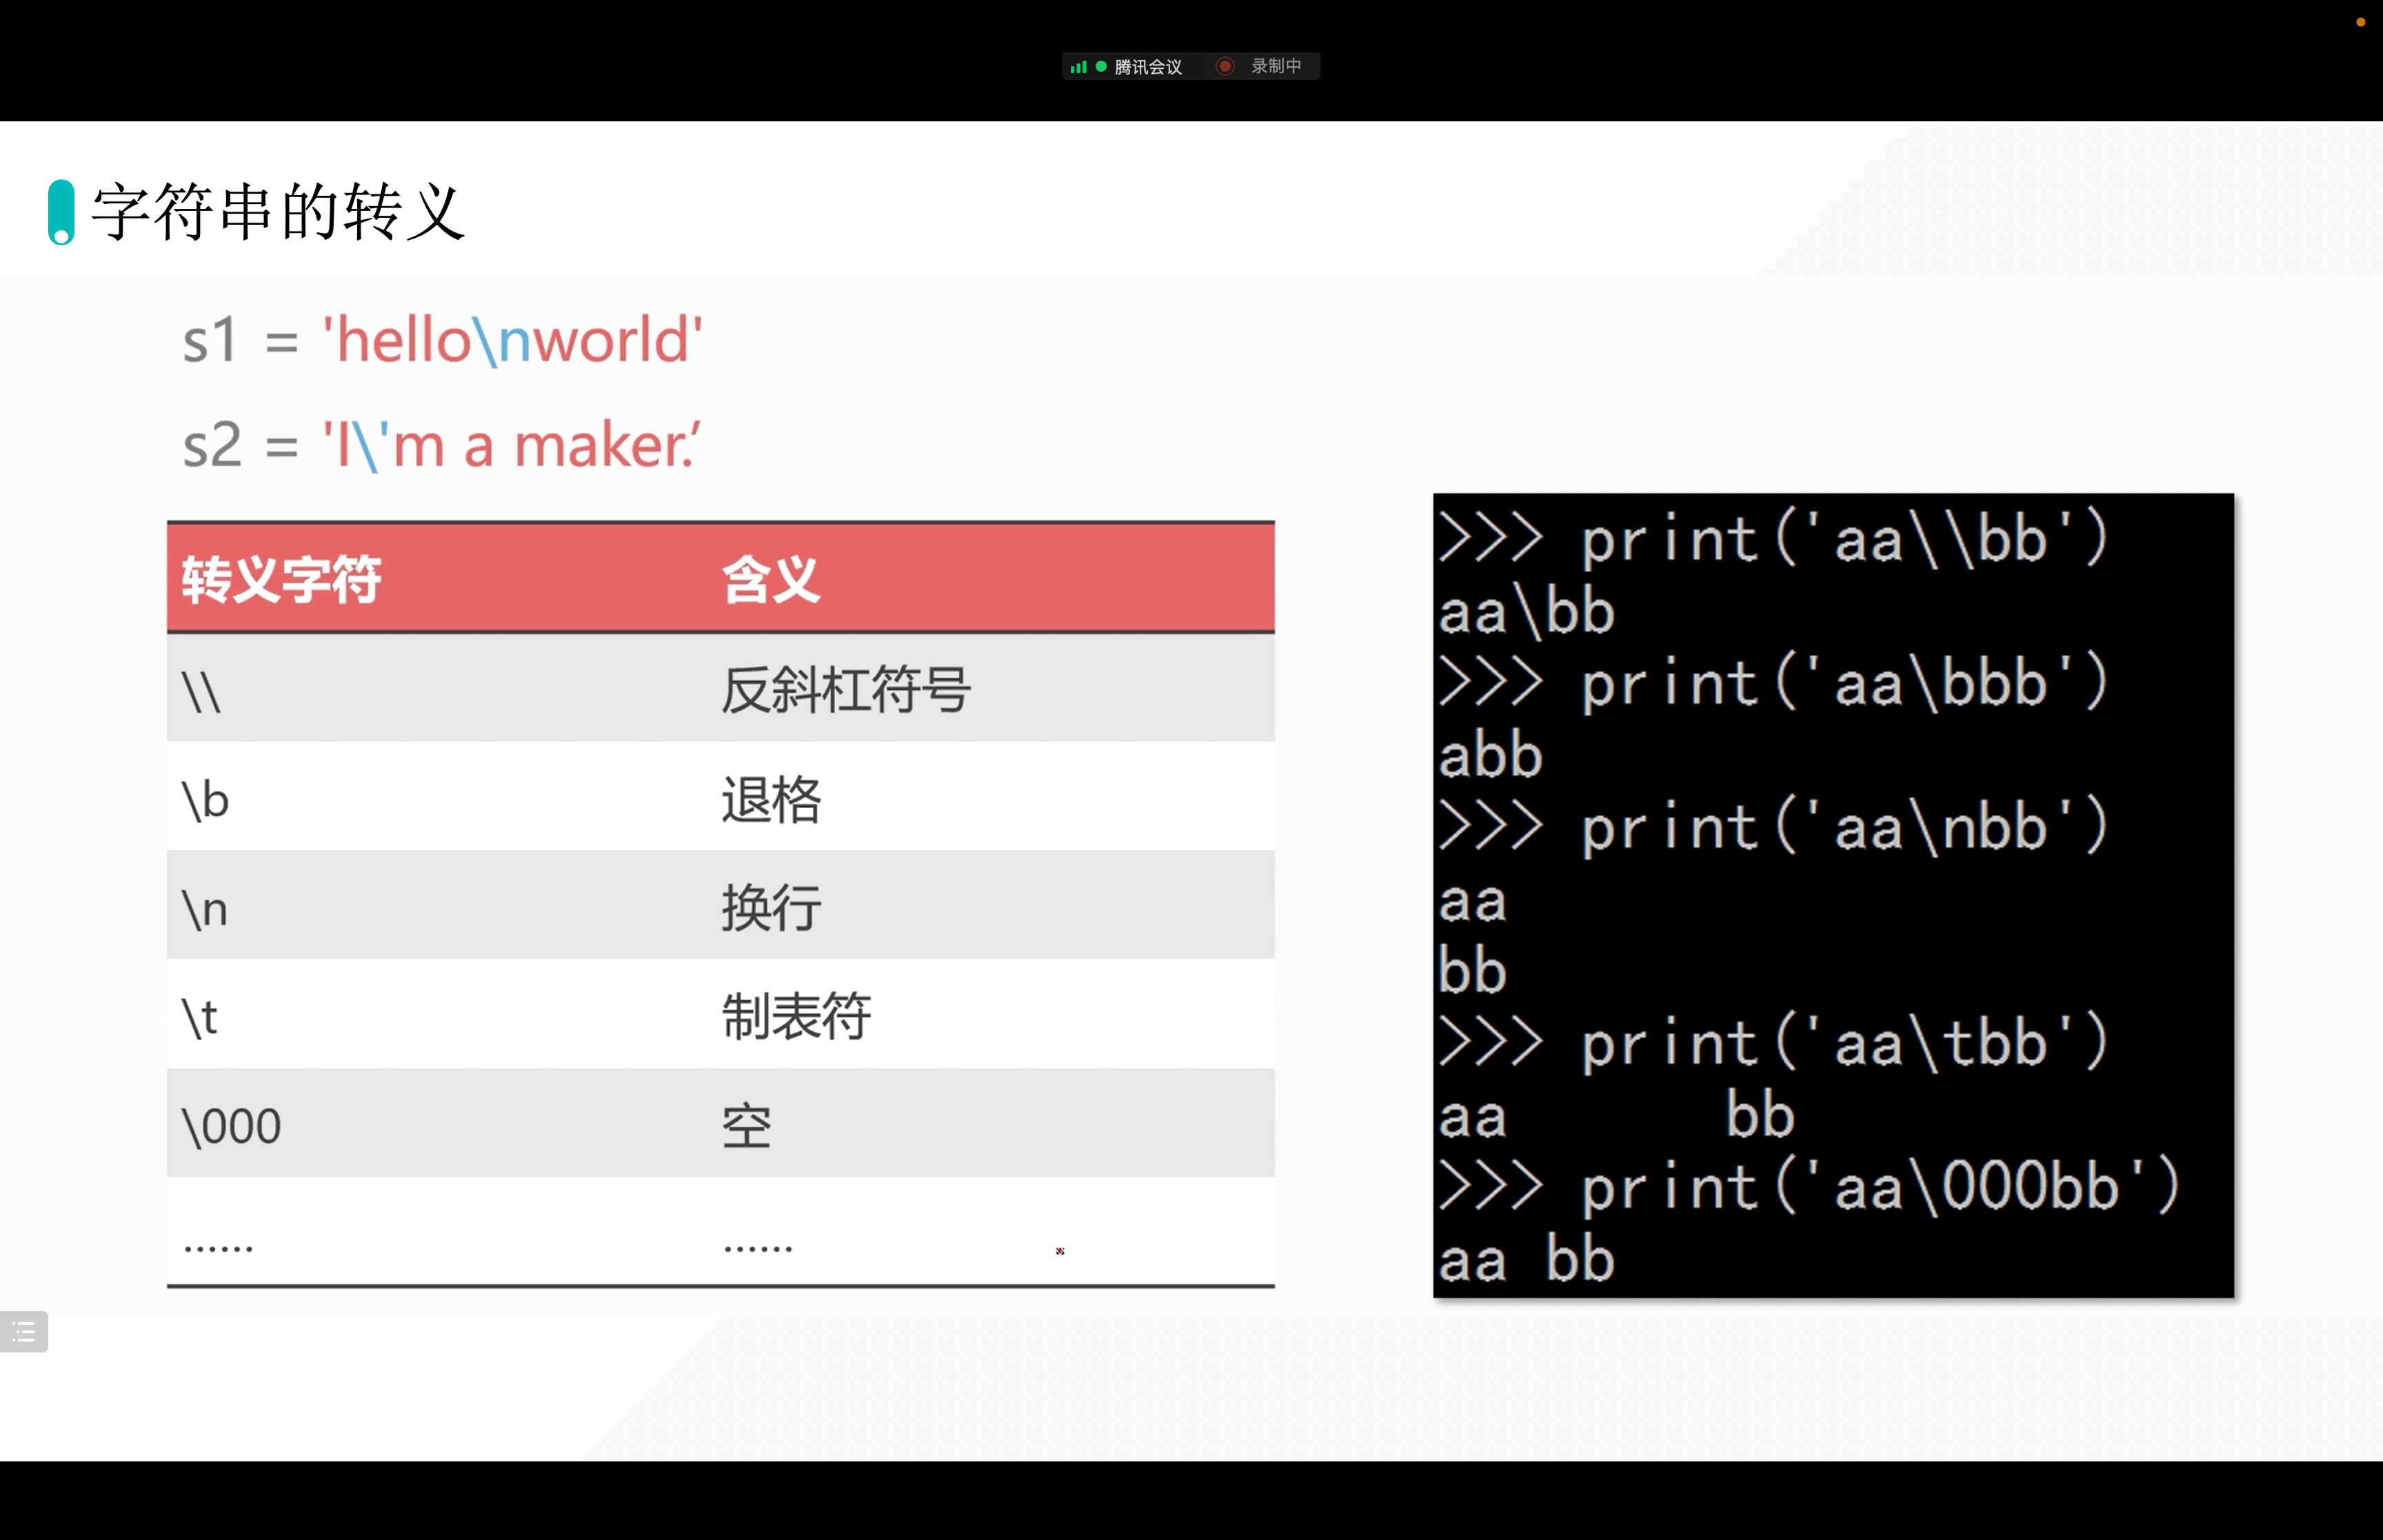 腾讯会议 录制中
字符串的转义
s1 = 'hello\nworld'
s2 = 'I\'m a maker.’
转义字符 含义
\\ 反斜杠符号
\b 退格
\n 换行
\t 制表符
\000 空
...... ......
>>> print('aa\\bb')
aa\bb
>>> print('aa\bbb')
abb
>>> print('aa\nbb')
aa
bb
>>> print('aa\tbb')
aa      bb
>>> print('aa\000bb')
aa bb